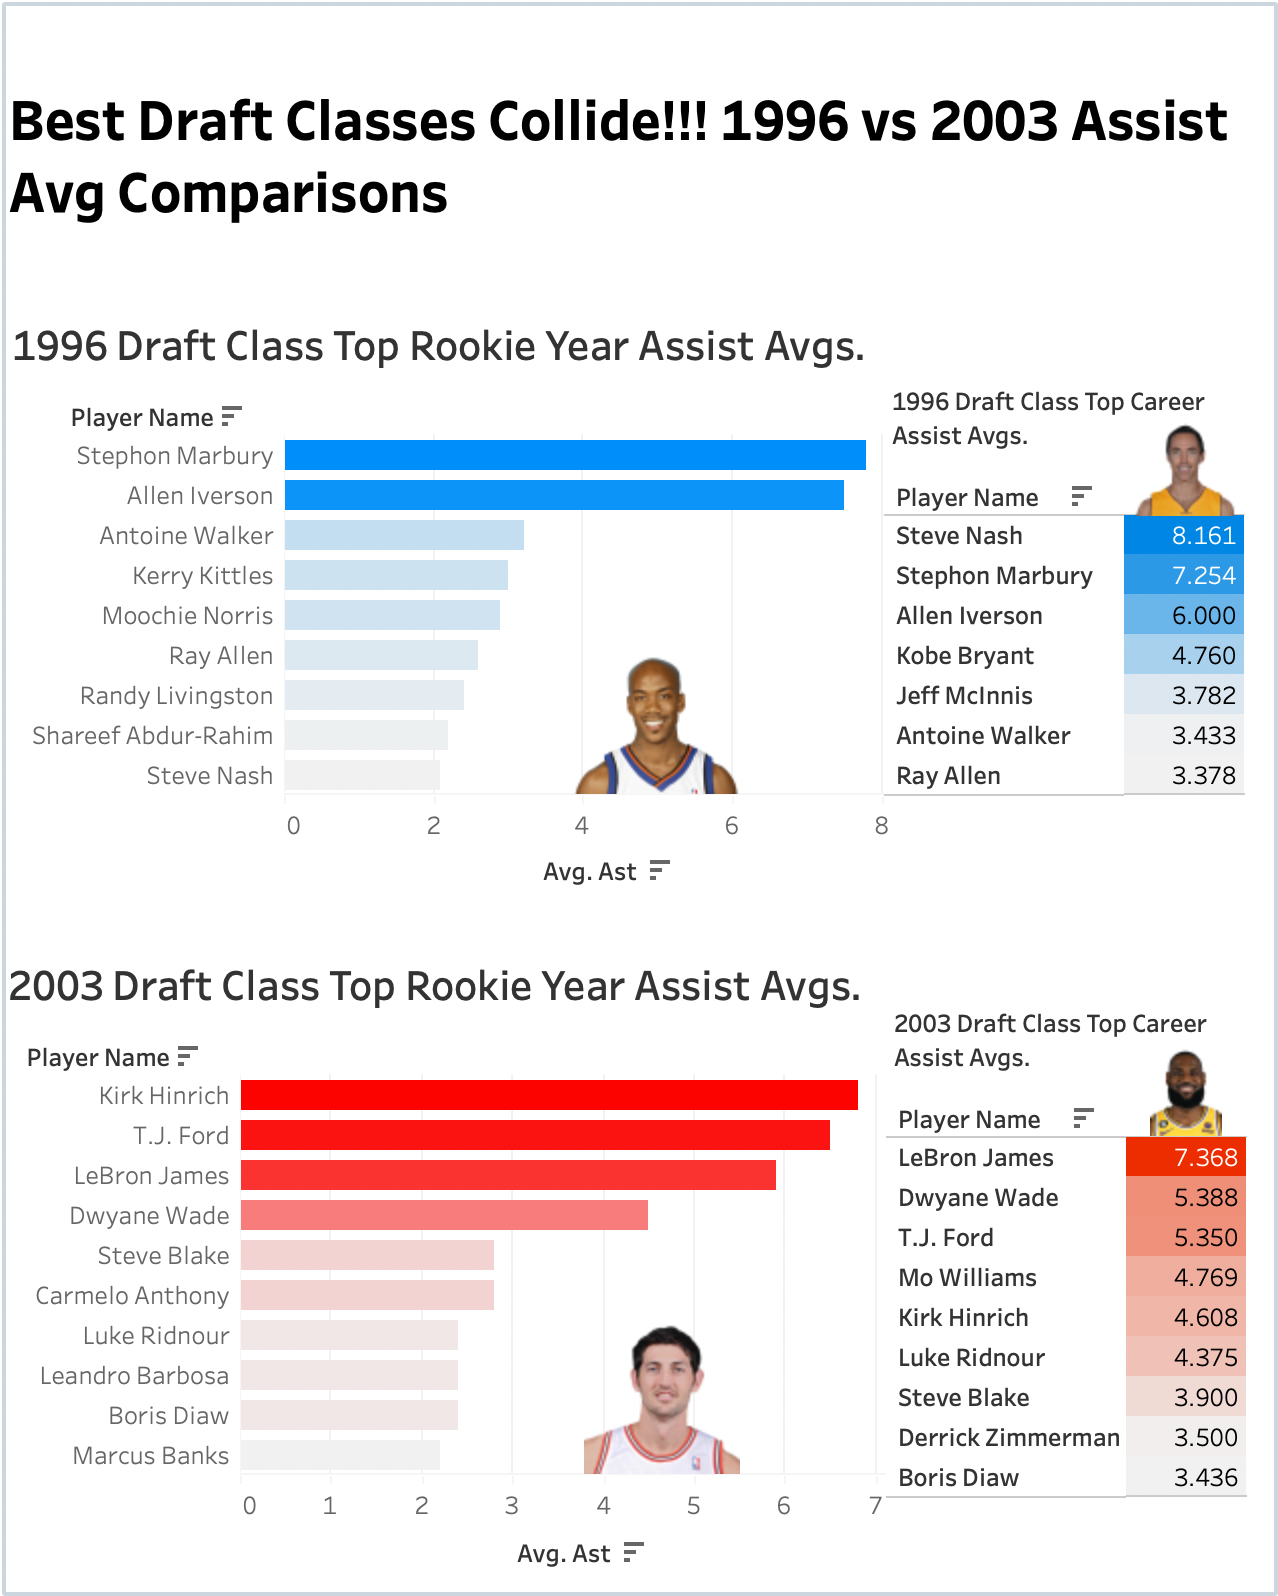 Best Draft Classes Collide!!! 1996 vs 2003 Assist
Avg Comparisons
1996 Draft Class Top Rookie Year Assist Avgs.
Player Name
Stephon Marbury
Allen Iverson
Antoine Walker
Kerry Kittles
Moochie Norris
Ray Allen
Randy Livingston
Shareef Abdur-Rahim
Steve Nash
0 2 4 6 8
Avg. Ast
1996 Draft Class Top Career
Assist Avgs.
Player Name
Steve Nash 8.161
Stephon Marbury 7.254
Allen Iverson 6.000
Kobe Bryant 4.760
Jeff McInnis 3.782
Antoine Walker 3.433
Ray Allen 3.378
2003 Draft Class Top Rookie Year Assist Avgs.
Player Name
Kirk Hinrich
T.J. Ford
LeBron James
Dwyane Wade
Steve Blake
Carmelo Anthony
Luke Ridnour
Leandro Barbosa
Boris Diaw
Marcus Banks
0 1 2 3 4 5 6 7
Avg. Ast
2003 Draft Class Top Career
Assist Avgs.
Player Name
LeBron James 7.368
Dwyane Wade 5.388
T.J. Ford 5.350
Mo Williams 4.769
Kirk Hinrich 4.608
Luke Ridnour 4.375
Steve Blake 3.900
Derrick Zimmerman 3.500
Boris Diaw 3.436